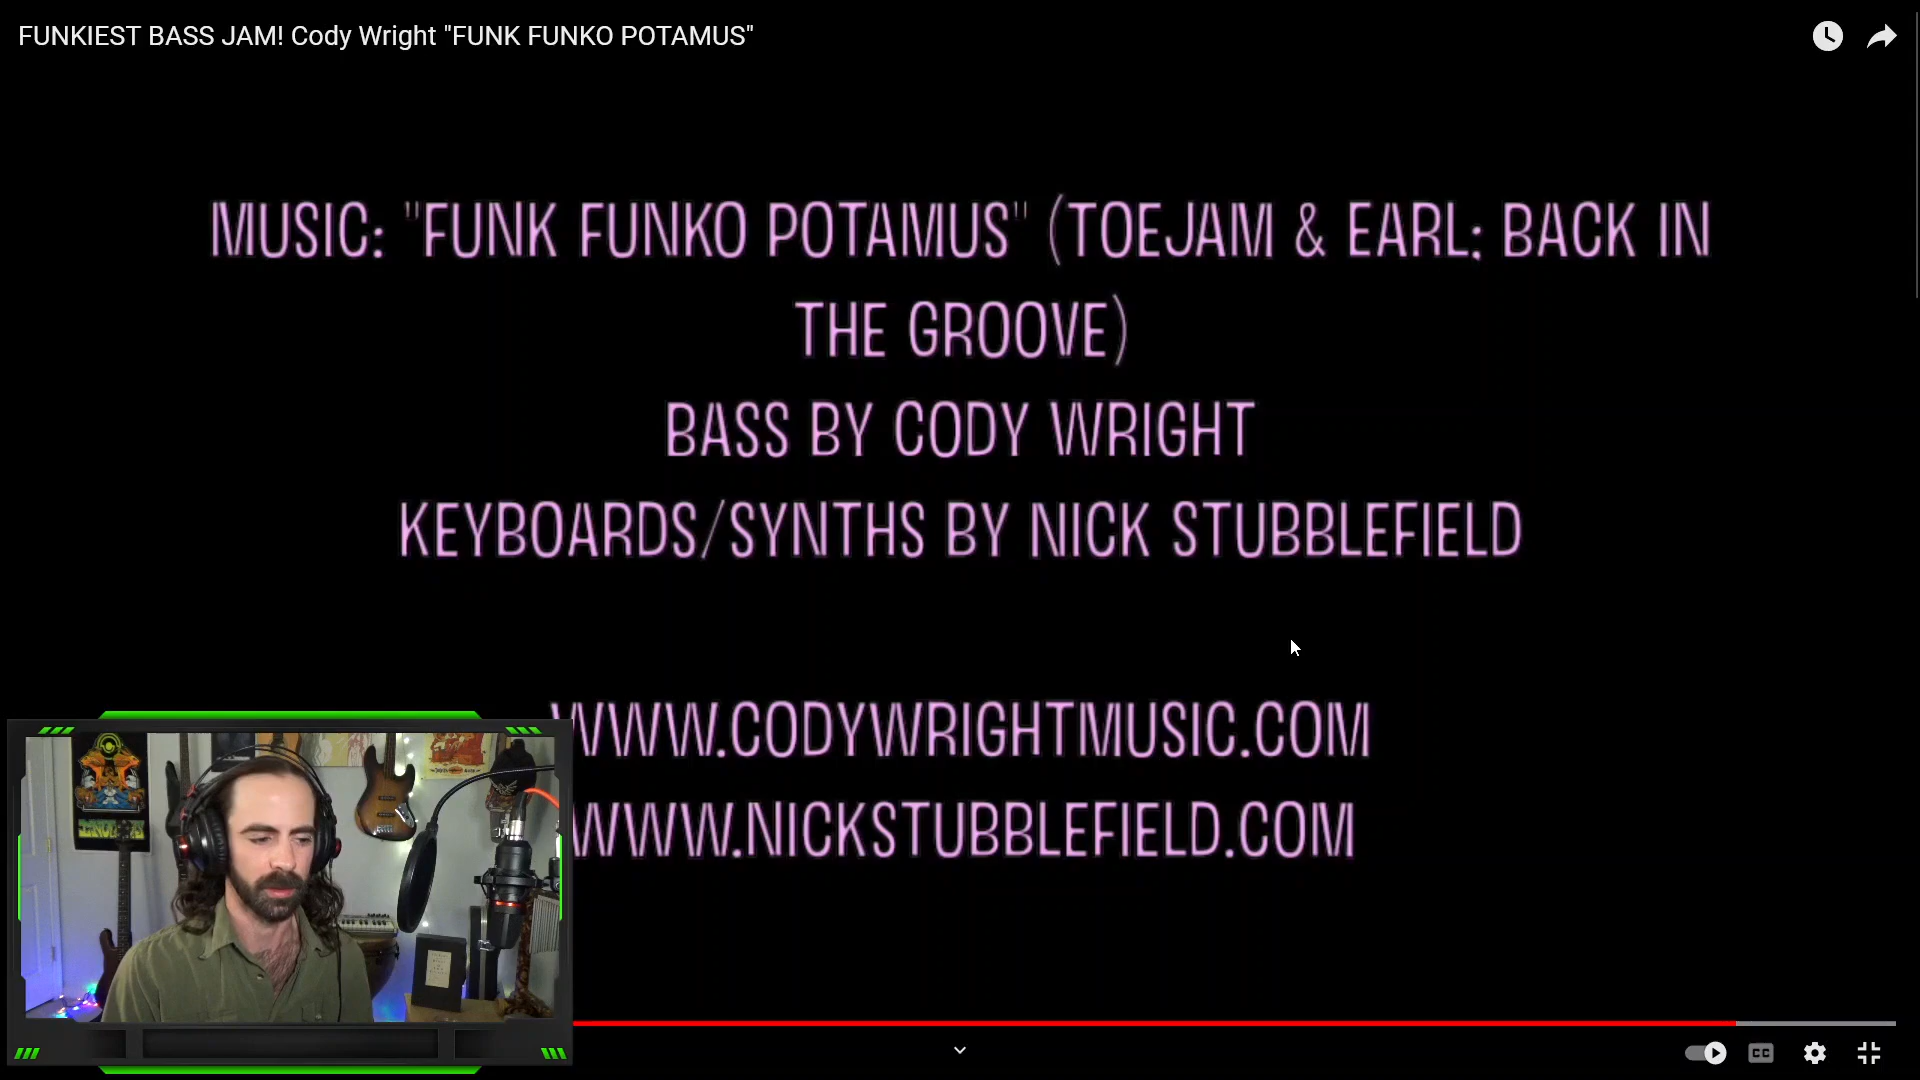 FUNKIEST BASS JAM! Cody Wright "FUNK FUNKO POTAMUS"
MUSIC: "FUNK FUNKO POTAMUS" (TOEJAM & EARL: BACK IN
THE GROOVE)
BASS BY CODY WRIGHT
KEYBOARDS/SYNTHS BY NICK STUBBLEFIELD
WWW.CODYWRIGHTMUSIC.COM
WWW.NICKSTUBBLEFIELD.COM
CC